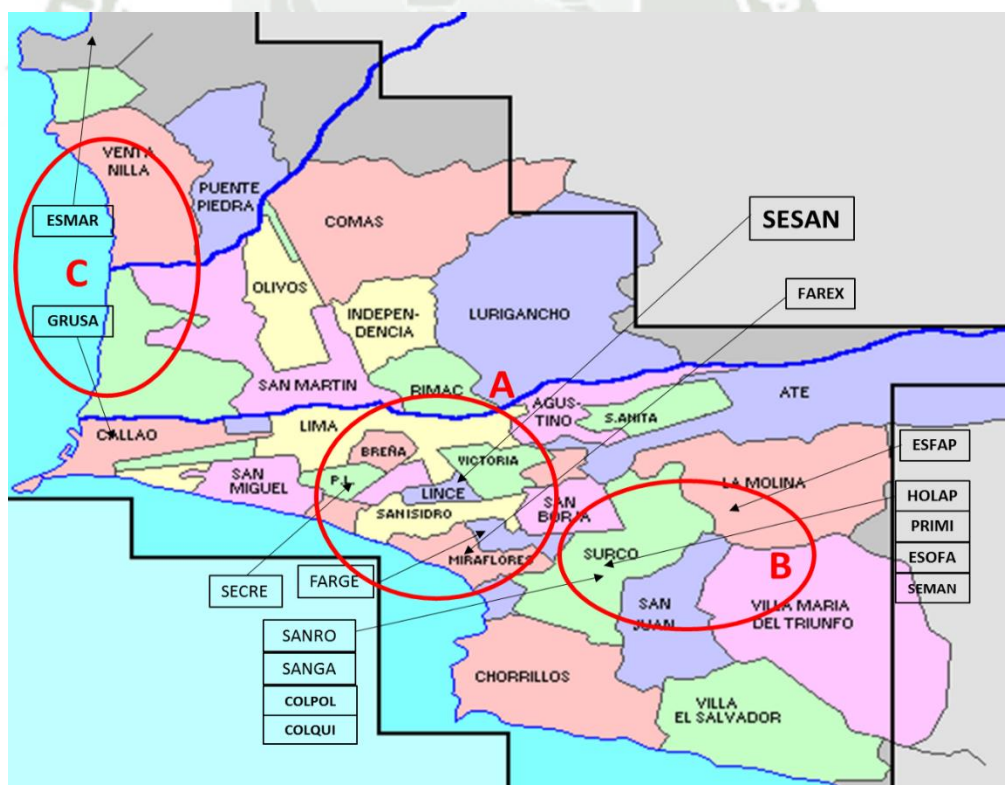 VENTA
NILLA
PUENTE
PIEDRA
ESMAR
COMAS
SESAN
C
OLIVOS
FAREX
GRUSA
INDEPEN-
DENCIA
LURIGANCHO
SAN MARTIN
RIMAC
A
AGUS-
TINO
S.ANITA
ATE
CALLAO
LIMA
BREÑA
VICTORIA
ESFAP
SAN
MIGUEL
P.L.
LINCE
LA MOLINA
HOLAP
SAN
BORJA
SANISIDRO
PRIMI
MIRAFLORES
SURCO
B
ESOFA
SECRE
FARGE
SEMAN
SAN
JUAN
VILLA MARIA
DEL TRIUNFO
SANRO
SANGA
COLPOL
COLQUI
CHORRILLOS
VILLA
EL SALVADOR